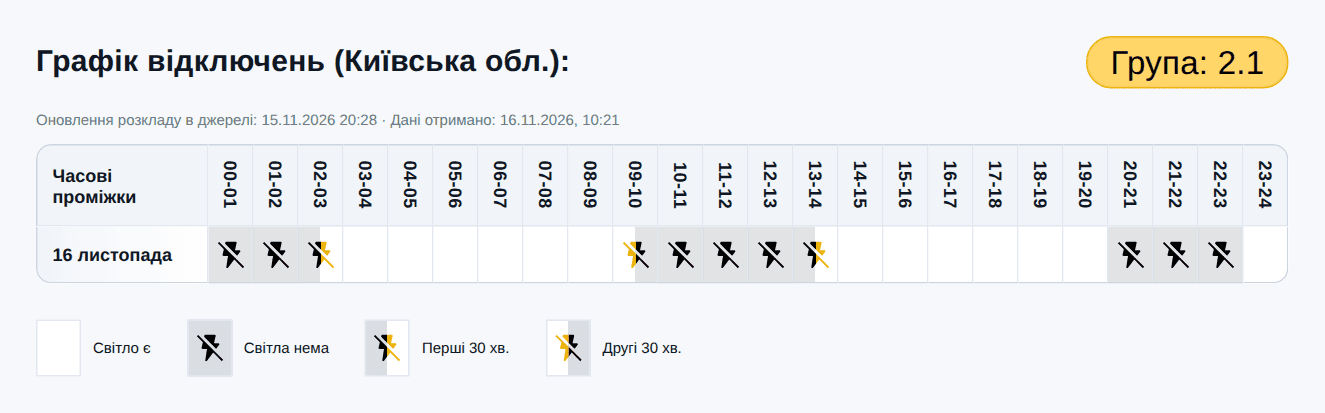 Графік відключень (Київська обл.):
Група: 2.1
Оновлення розкладу в джерелі: 15.11.2026 20:28 · Дані отримано: 16.11.2026, 10:21
Часові
проміжки
00-01
01-02
02-03
03-04
04-05
05-06
06-07
07-08
08-09
09-10
10-11
11-12
12-13
13-14
14-15
15-16
16-17
17-18
18-19
19-20
20-21
21-22
22-23
23-24
16 листопада
Світло є
Світла нема
Перші 30 хв.
Другі 30 хв.